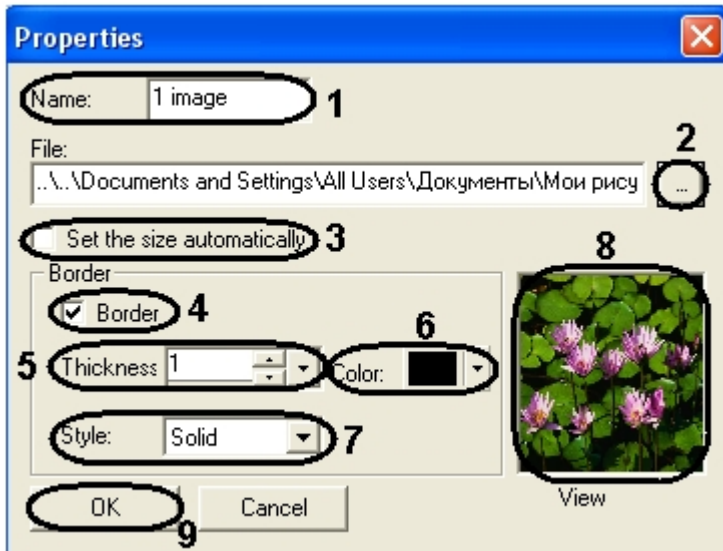 Properties
Name: 1 image 1
File: 2
..\..\Documents and Settings\All Users\Документы\Мои рису ...
Set the size automatically 3
8
Border
Border 4
6
5 Thickness 1 Color:
Style: Solid 7
View
OK Cancel
9